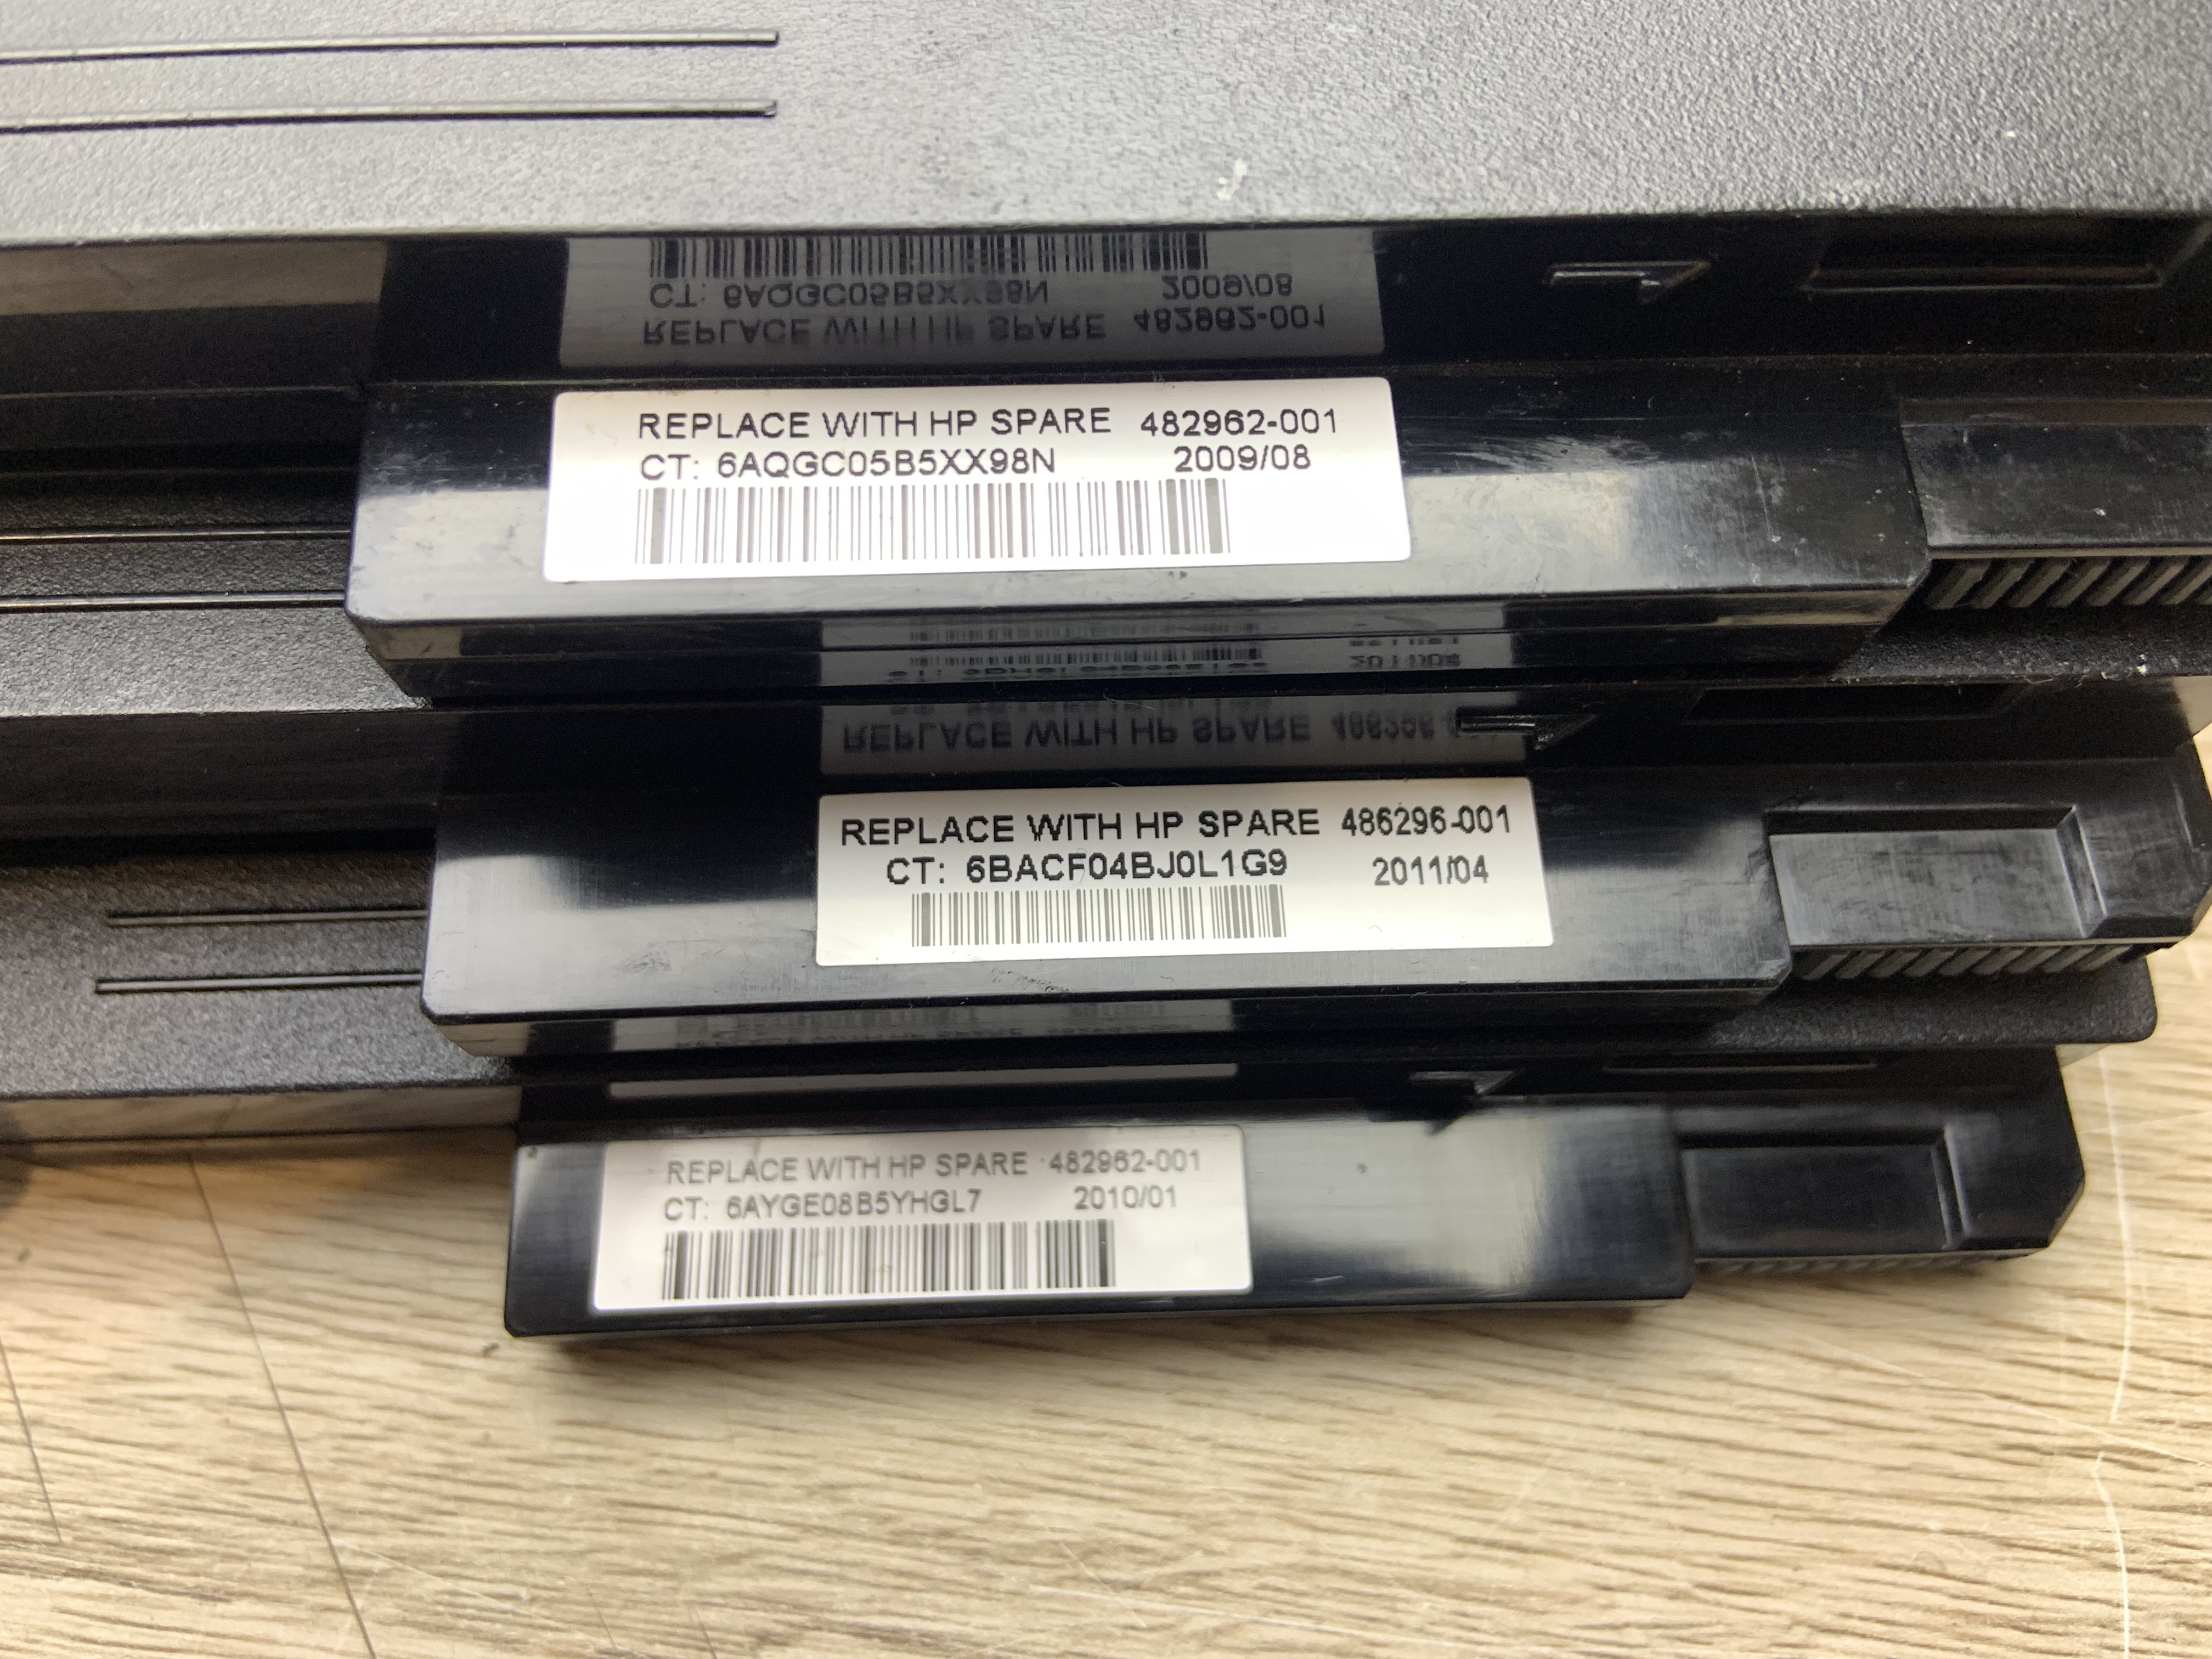 REPLACE WITH HP SPARE 482962-001
CT: 6AQGC05B5XX98N 2009/08
REPLACE WITH HP SPARE 486296-001
CT: 6BACF04BJ0L1G9 2011/04
REPLACE WITH HP SPARE 482962-001
CT: 6AYGE08B5YHGL7 2010/01